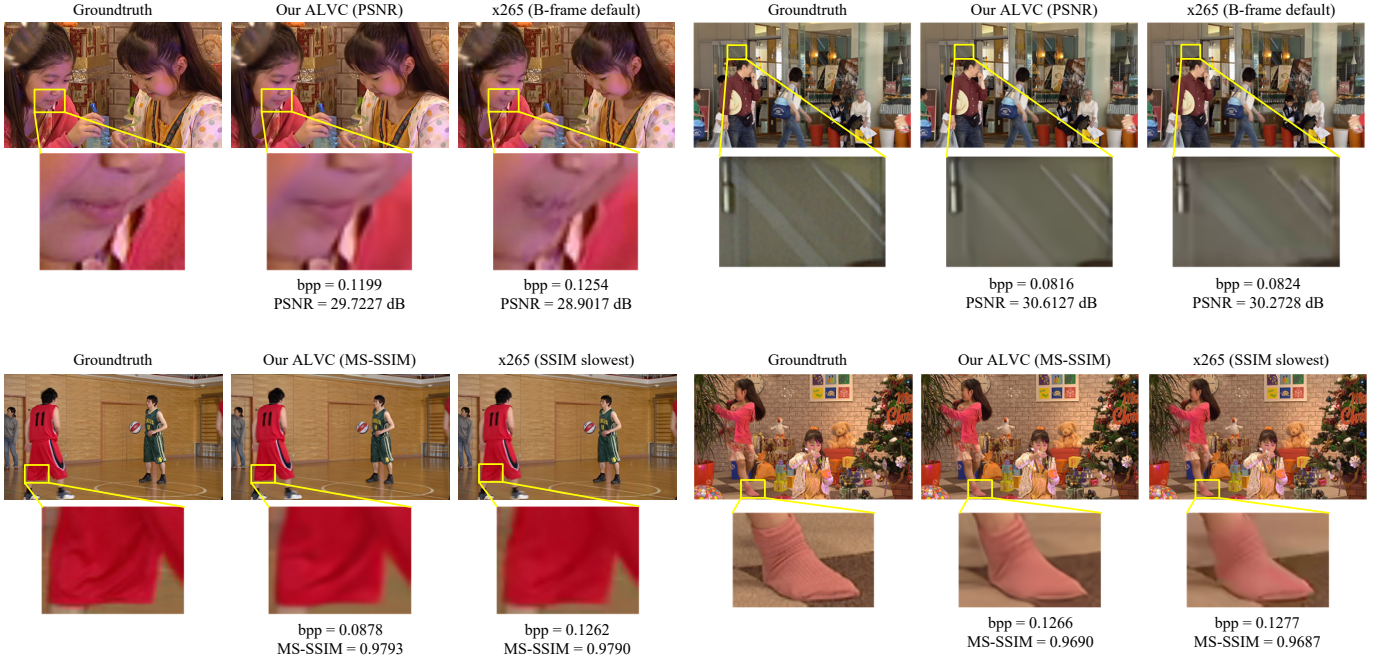 Groundtruth
Our ALVC (PSNR)
x265 (B-frame default)
Groundtruth
Our ALVC (PSNR)
x265 (B-frame default)
bpp = 0.1199
PSNR = 29.7227 dB
bpp = 0.1254
PSNR = 28.9017 dB
bpp = 0.0816
PSNR = 30.6127 dB
bpp = 0.0824
PSNR = 30.2728 dB
Groundtruth
Our ALVC (MS-SSIM)
x265 (SSIM slowest)
Groundtruth
Our ALVC (MS-SSIM)
x265 (SSIM slowest)
11
11
11
bpp = 0.0878
MS-SSIM = 0.9793
bpp = 0.1262
MS-SSIM = 0.9790
bpp = 0.1266
MS-SSIM = 0.9690
bpp = 0.1277
MS-SSIM = 0.9687